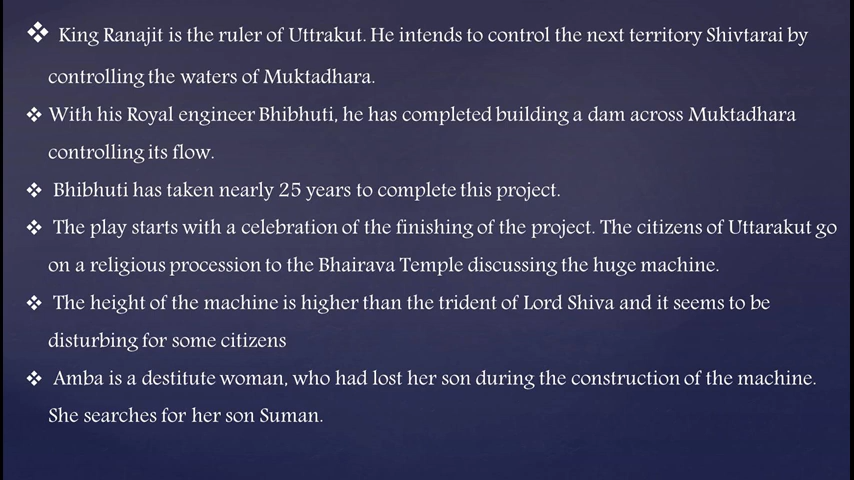 ❖ King Ranajit is the ruler of Uttrakut. He intends to control the next territory Shivtarai by
controlling the waters of Muktadhara.
❖ With his Royal engineer Bhibhuti, he has completed building a dam across Muktadhara
controlling its flow.
❖ Bhibhuti has taken nearly 25 years to complete this project.
❖ The play starts with a celebration of the finishing of the project. The citizens of Uttarakut go
on a religious procession to the Bhairava Temple discussing the huge machine.
❖ The height of the machine is higher than the trident of Lord Shiva and it seems to be
disturbing for some citizens
❖ Amba is a destitute woman, who had lost her son during the construction of the machine.
She searches for her son Suman.